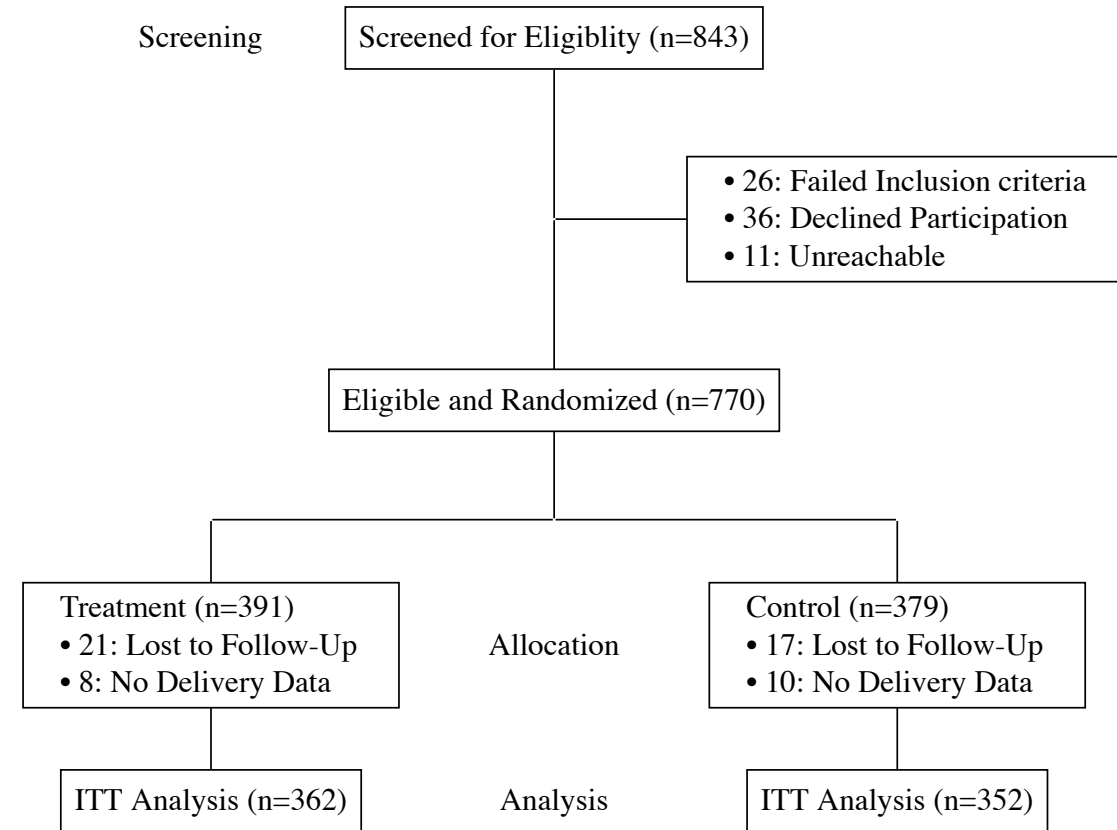 Screening
Screened for Eligiblity (n=843)
• 26: Failed Inclusion criteria
• 36: Declined Participation
• 11: Unreachable
Eligible and Randomized (n=770)
Treatment (n=391)
• 21: Lost to Follow-Up
• 8: No Delivery Data
Allocation
Control (n=379)
• 17: Lost to Follow-Up
• 10: No Delivery Data
ITT Analysis (n=362)
Analysis
ITT Analysis (n=352)